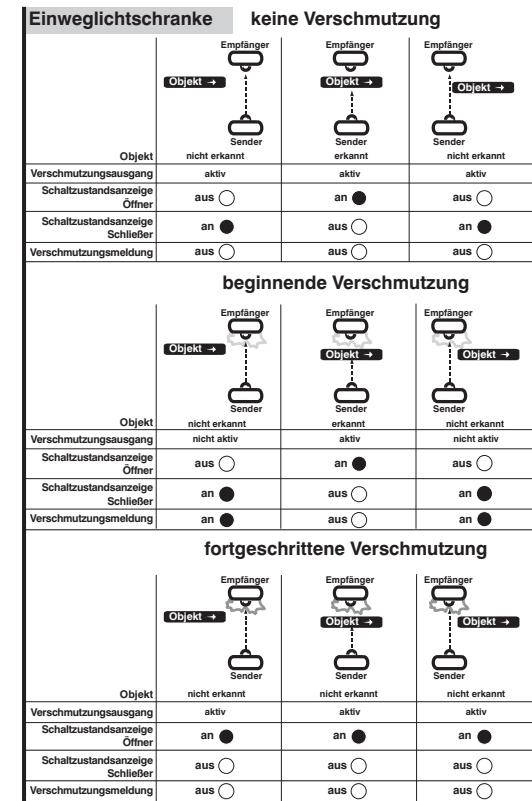 Einweglichtschranke keine Verschmutzung
Empfänger Empfänger Empfänger
Objekt → Objekt → Objekt →
Sender Sender Sender
Objekt nicht erkannt erkannt nicht erkannt
Verschmutzungsausgang aktiv aktiv aktiv
Schaltzustandsanzeige
Öffner aus an aus
Schaltzustandsanzeige
Schließer an aus an
Verschmutzungsmeldung aus aus aus
beginnende Verschmutzung
Empfänger Empfänger Empfänger
Objekt → Objekt → Objekt →
Sender Sender Sender
Objekt nicht erkannt erkannt nicht erkannt
Verschmutzungsausgang nicht aktiv aktiv nicht aktiv
Schaltzustandsanzeige
Öffner aus an aus
Schaltzustandsanzeige
Schließer an aus an
Verschmutzungsmeldung an aus an
fortgeschrittene Verschmutzung
Empfänger Empfänger Empfänger
Objekt → Objekt → Objekt →
Sender Sender Sender
Objekt nicht erkannt nicht erkannt nicht erkannt
Verschmutzungsausgang aktiv aktiv aktiv
Schaltzustandsanzeige
Öffner an an an
Schaltzustandsanzeige
Schließer aus aus aus
Verschmutzungsmeldung aus aus aus